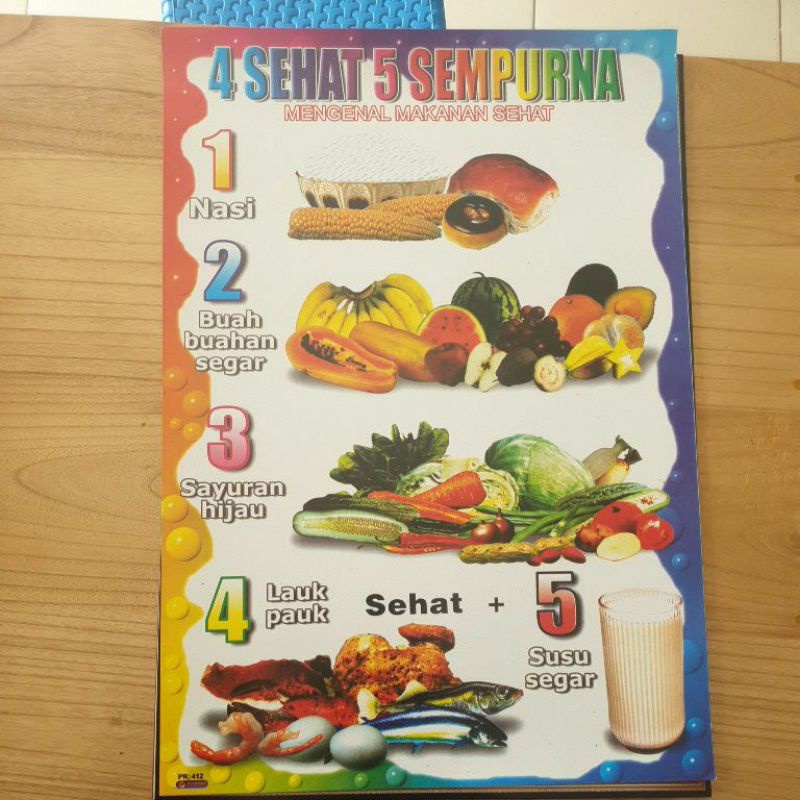 4 SEHAT 5 SEMPURNA
MENGENAL MAKANAN SEHAT
1
Nasi
2
Buah
buahan
segar
3
Sayuran
hijau
4
Lauk
pauk
Sehat +
5
Susu
segar
PR. 412